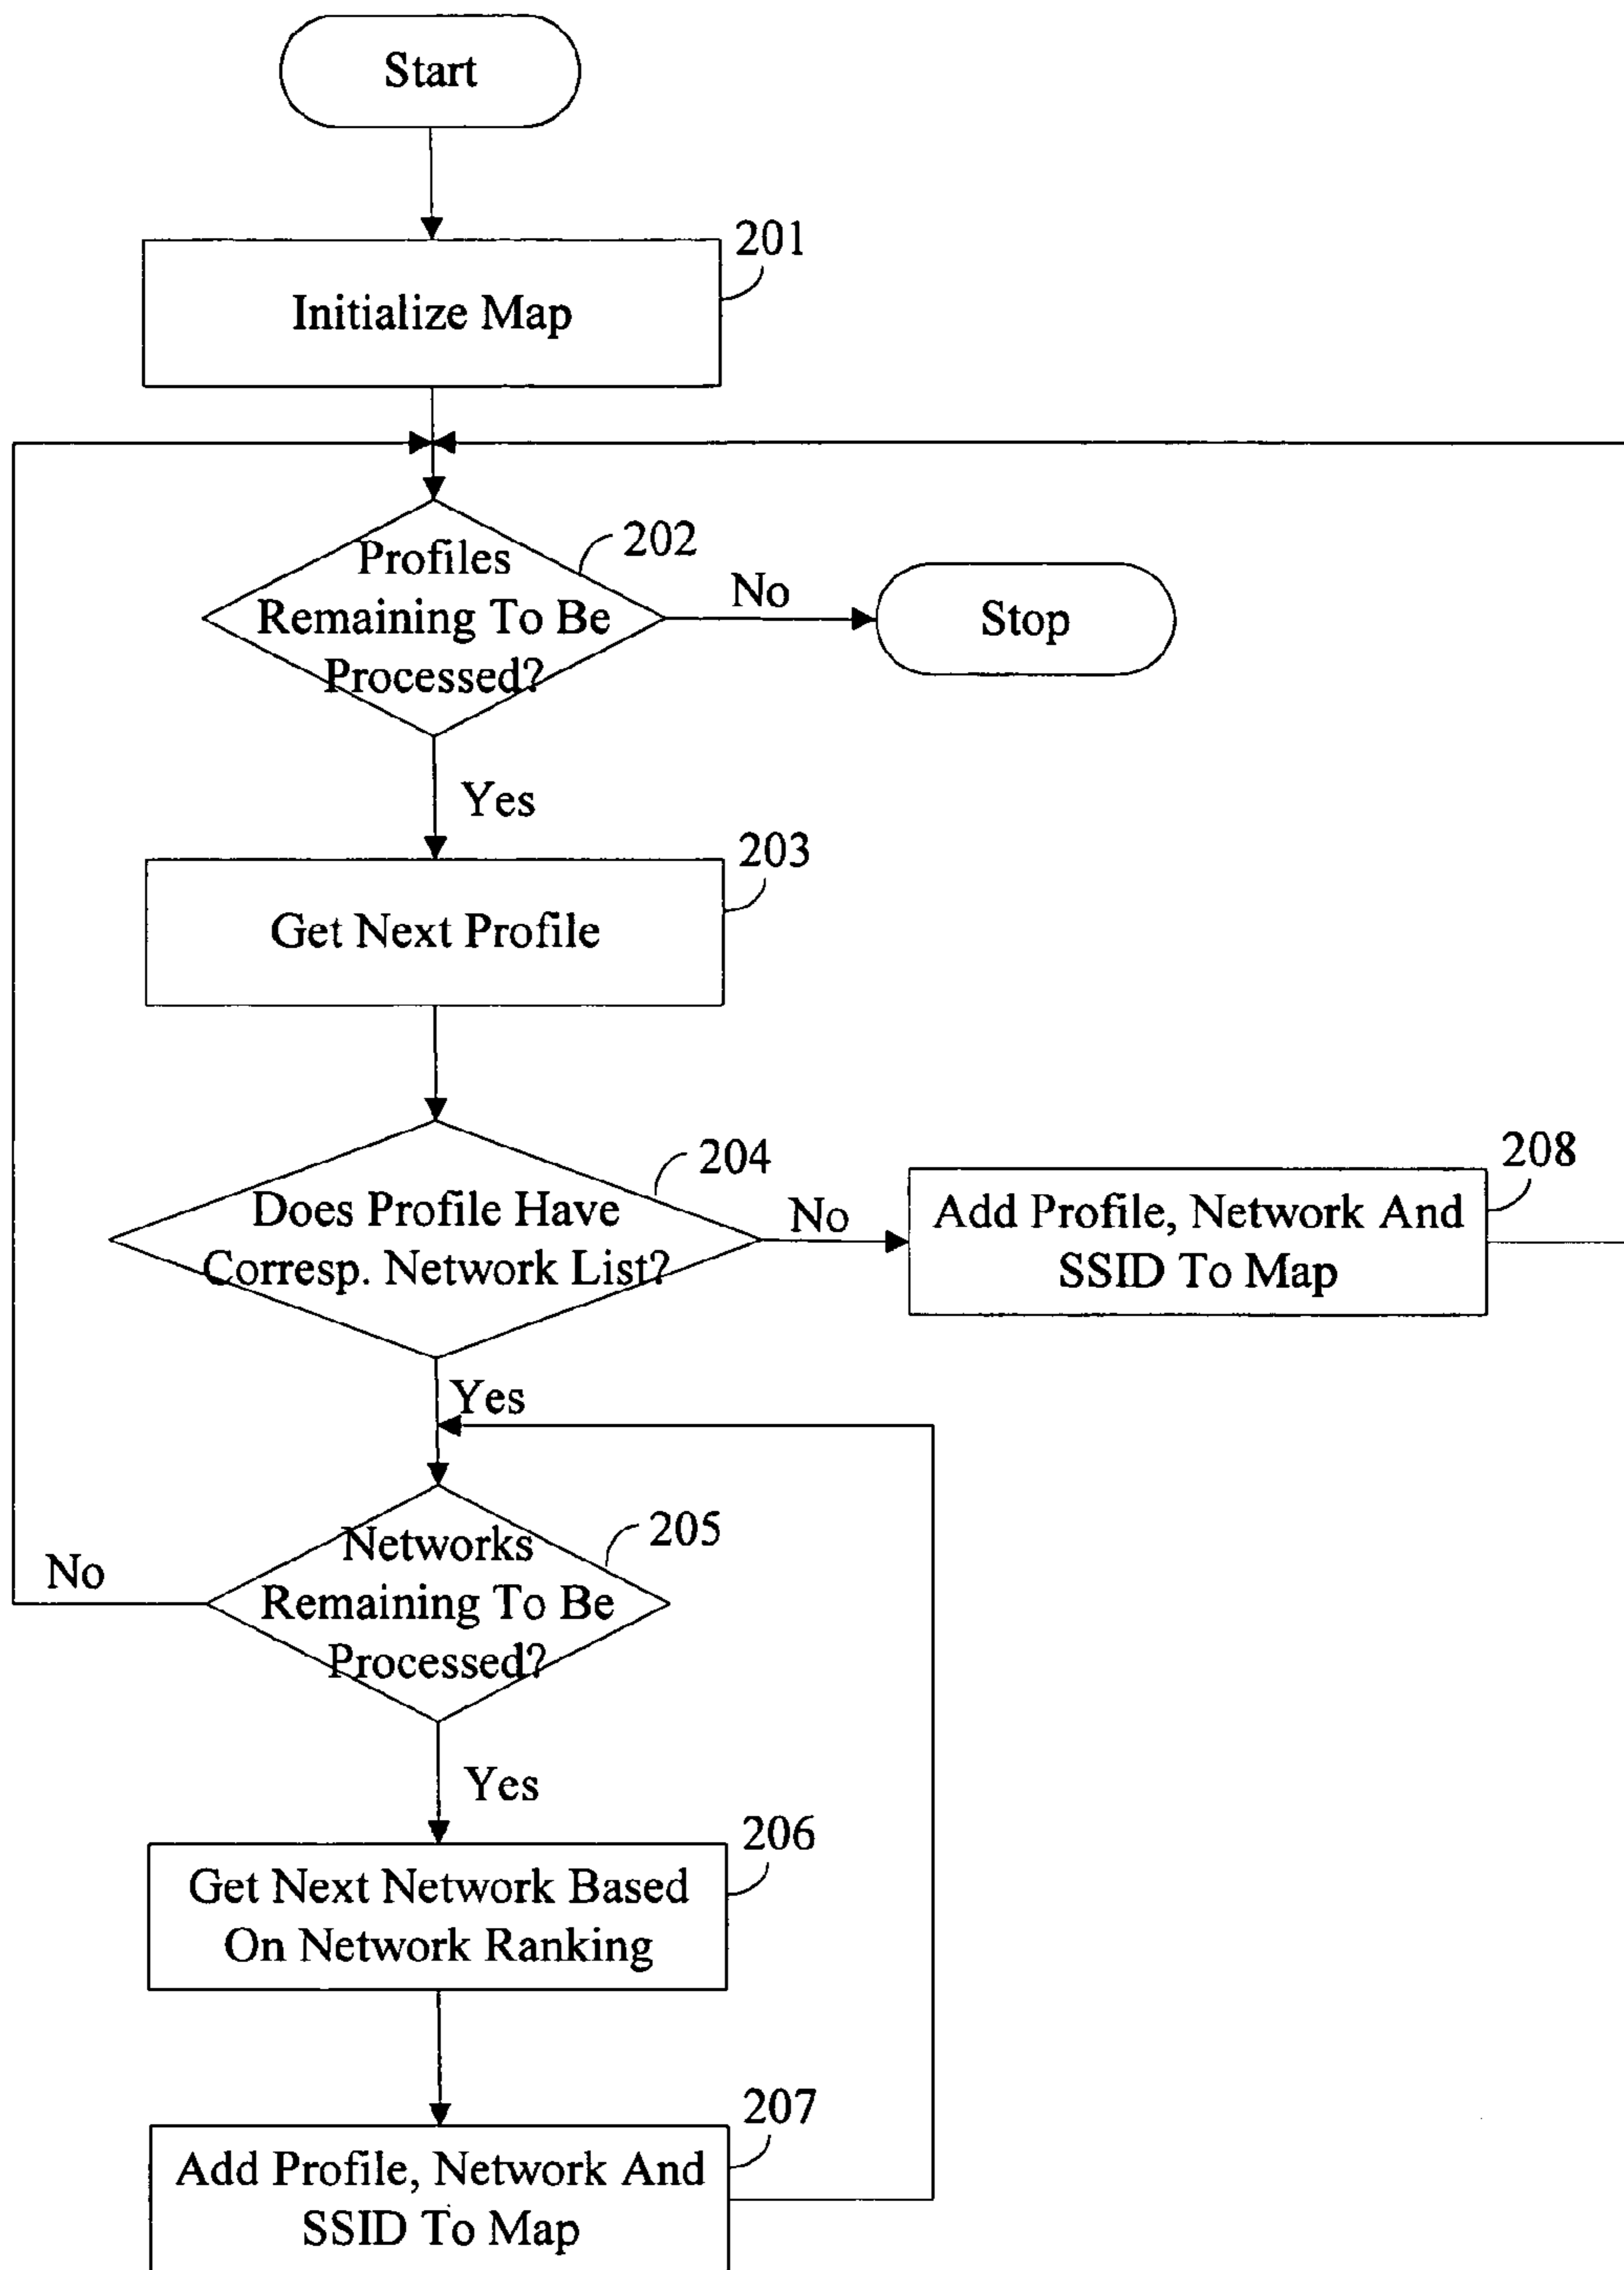 Start
201
Initialize Map
202
Profiles
Remaining To Be
Processed?
No
Stop
Yes
203
Get Next Profile
204
Does Profile Have
Corresp. Network List?
No
208
Add Profile, Network And
SSID To Map
Yes
205
Networks
Remaining To Be
Processed?
No
Yes
206
Get Next Network Based
On Network Ranking
207
Add Profile, Network And
SSID To Map